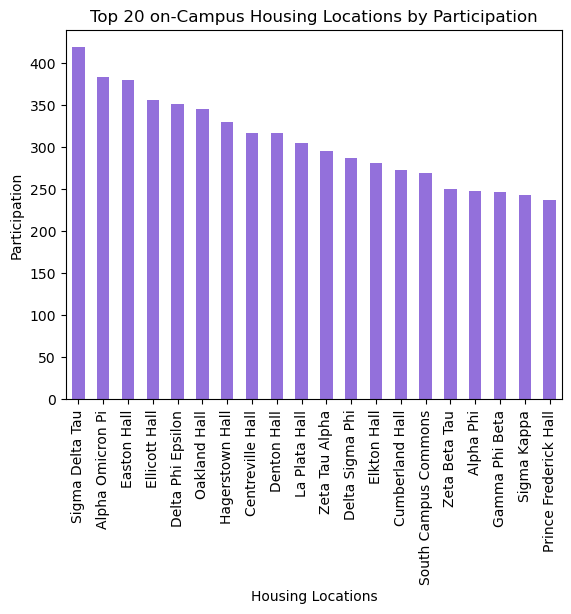 Top 20 on-Campus Housing Locations by Participation
Participation
400
350
300
250
200
150
100
50
0
Sigma Delta Tau
Alpha Omicron Pi
Easton Hall
Ellicott Hall
Delta Phi Epsilon
Oakland Hall
Hagerstown Hall
Centreville Hall
Denton Hall
La Plata Hall
Zeta Tau Alpha
Delta Sigma Phi
Elkton Hall
Cumberland Hall
South Campus Commons
Zeta Beta Tau
Alpha Phi
Gamma Phi Beta
Sigma Kappa
Prince Frederick Hall
Housing Locations